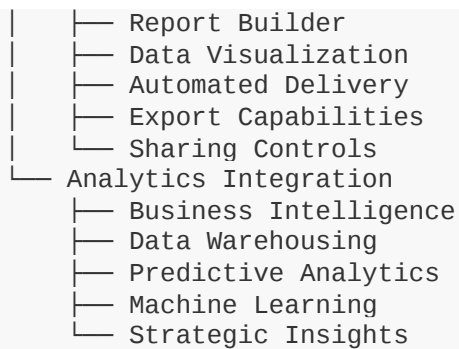 │   ├── Report Builder
│   ├── Data Visualization
│   ├── Automated Delivery
│   ├── Export Capabilities
│   └── Sharing Controls
└── Analytics Integration
    ├── Business Intelligence
    ├── Data Warehousing
    ├── Predictive Analytics
    ├── Machine Learning
    └── Strategic Insights